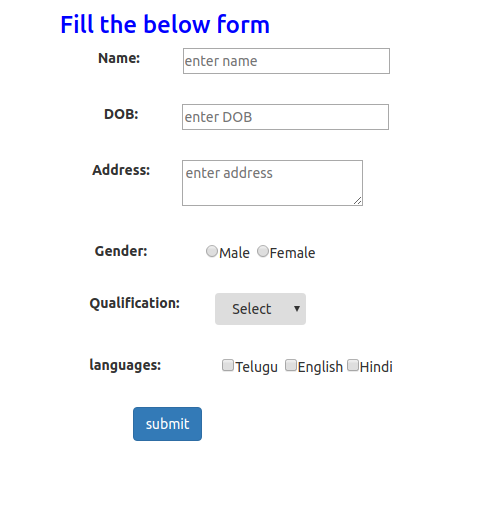 Fill the below form
Name: enter name
DOB: enter DOB
Address: enter address
Gender: Male Female
Qualification: Select
languages: Telugu English Hindi
submit